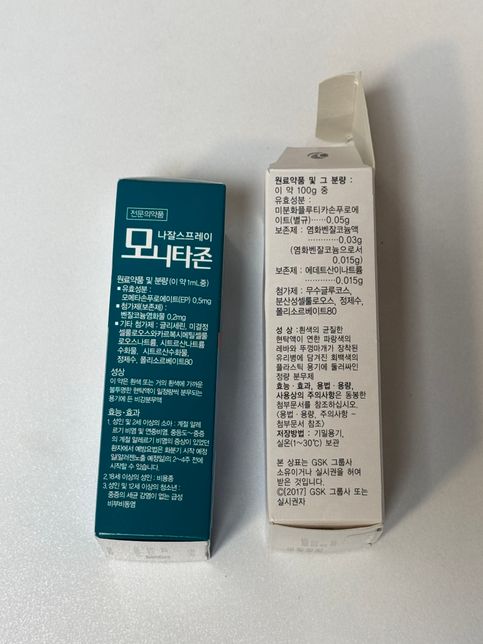 전문의약품
나잘스프레이
모니타존
원료약품 및 분량 (이 약 1mL 중)
■ 유효성분 :
모메타손푸로에이트(EP) 0.5mg
■ 첨가제(보존제) :
벤잘코늄염화물 0.2mg
■ 기타 첨가제 : 글리세린, 미결정
셀룰로오스와카르복시메틸셀룰
로오스나트륨, 시트르산나트륨
수화물, 시트르산수화물,
정제수, 폴리소르베이트80
성상
이 약은 흰색 또는 거의 흰색에 가까운
불투명한 현탁액이 일정량씩 분무되는
용기에 든 비강분무액
효능·효과
1. 성인 및 2세 이상의 소아 : 계절 알레
르기 비염 및 연중비염. 중등도~중증
의 계절 알레르기 비염의 증상이 있었던
환자에서 예방요법은 화분기 시작 예정
일(알러젠노출 예정일)의 2~4주 전에
시작할 수 있습니다.
2. 18세 이상의 성인 : 비용종
3. 성인 및 12세 이상의 청소년 :
중증의 세균 감염이 없는 급성
비부비동염
원료약품 및 그 분량 :
이 약 100g 중
유효성분 :
미분화플루티카손푸로에
이트(별규)……0.05g
보존제 : 염화벤잘코늄액
……………0.03g
(염화벤잘코늄으로서
0.015g)
보존제 : 에데트산이나트륨
……………0.015g
첨가제 : 무수글루코스,
분산성셀룰로오스, 정제수,
폴리소르베이트80
성상 : 흰색의 균질한
현탁액이 연한 파랑색의
레바와 뚜껑마개가 장착된
유리병에 담겨진 회백색의
플라스틱 용기에 둘러싸인
정량 분무제
효능·효과, 용법·용량,
사용상의 주의사항은 동봉한
첨부문서를 참조하십시오.
(용법·용량, 주의사항 –
첨부문서 참조)
저장방법 : 기밀용기,
실온(1~30℃) 보관
본 상표는 GSK 그룹사
소유이거나 실시권을 허여
받은 것입니다.
©[2017] GSK 그룹사 또는
실시권자